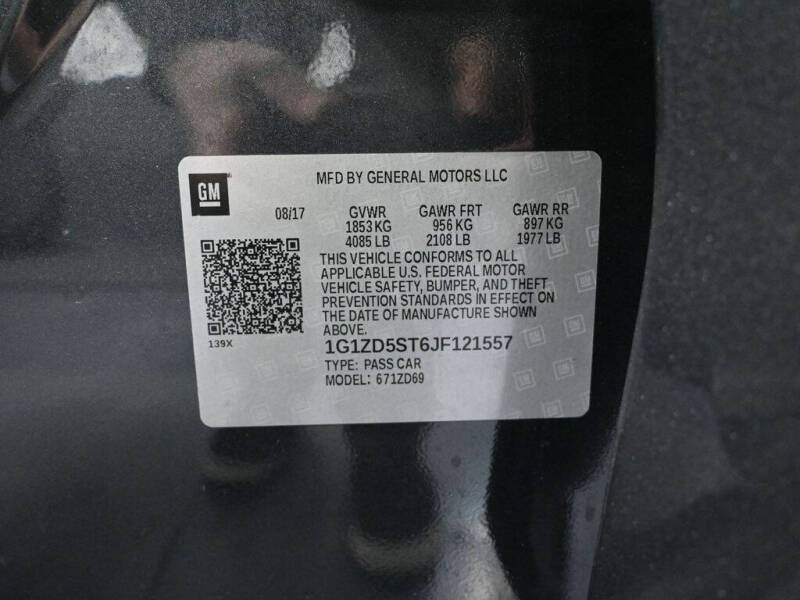 GM
MFD BY GENERAL MOTORS LLC
08/17 GVWR GAWR FRT GAWR RR
1853 KG 956 KG 897 KG
4085 LB 2108 LB 1977 LB
THIS VEHICLE CONFORMS TO ALL
APPLICABLE U.S. FEDERAL MOTOR
VEHICLE SAFETY, BUMPER, AND THEFT
PREVENTION STANDARDS IN EFFECT ON
THE DATE OF MANUFACTURE SHOWN
ABOVE.
139X
1G1ZD5ST6JF121557
TYPE: PASS CAR
MODEL: 671ZD69